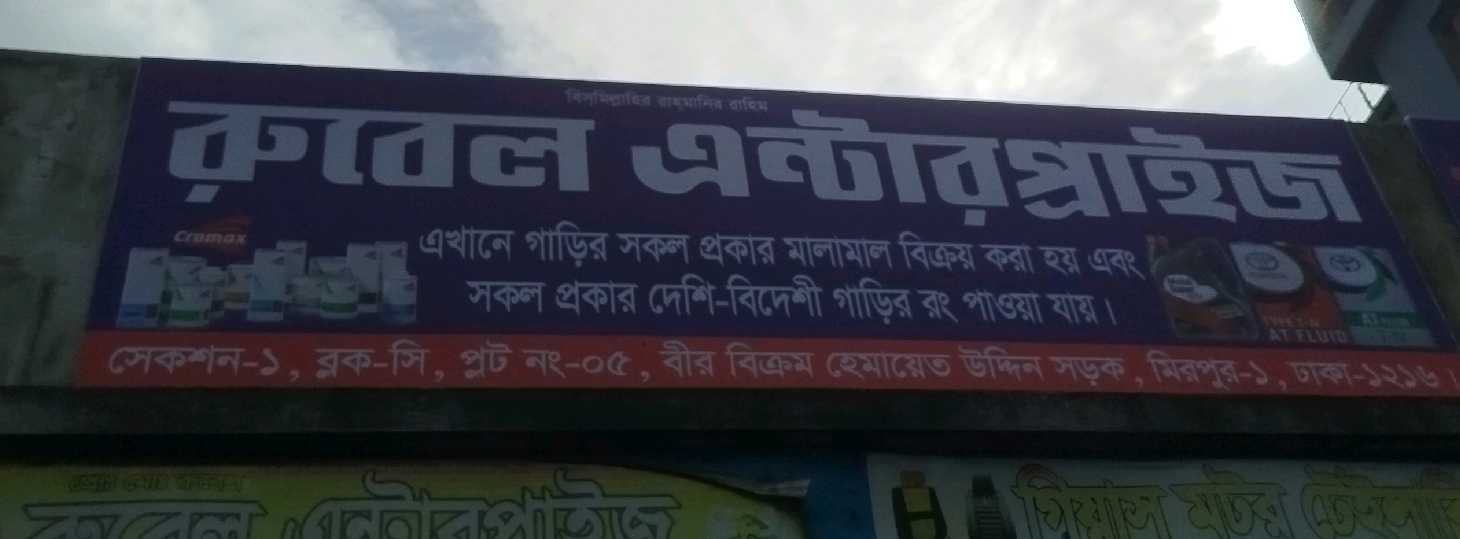 বিসমিল্লাহির রাহমানির রাহিম
রুবেল এন্টারপ্রাইজ
Cromax
এখানে গাড়ির সকল প্রকার মালামাল বিক্রয় করা হয় এবং
সকল প্রকার দেশি-বিদেশী গাড়ির রং পাওয়া যায়।
AT FLUID
সেকশন-১, ব্লক-সি, প্লট নং-০৫, বীর বিক্রম হেমায়েত উদ্দিন সড়ক, মিরপুর-১, ঢাকা-১২১৬।
রুবেল এন্টারপ্রাইজ
গিয়াস মটর